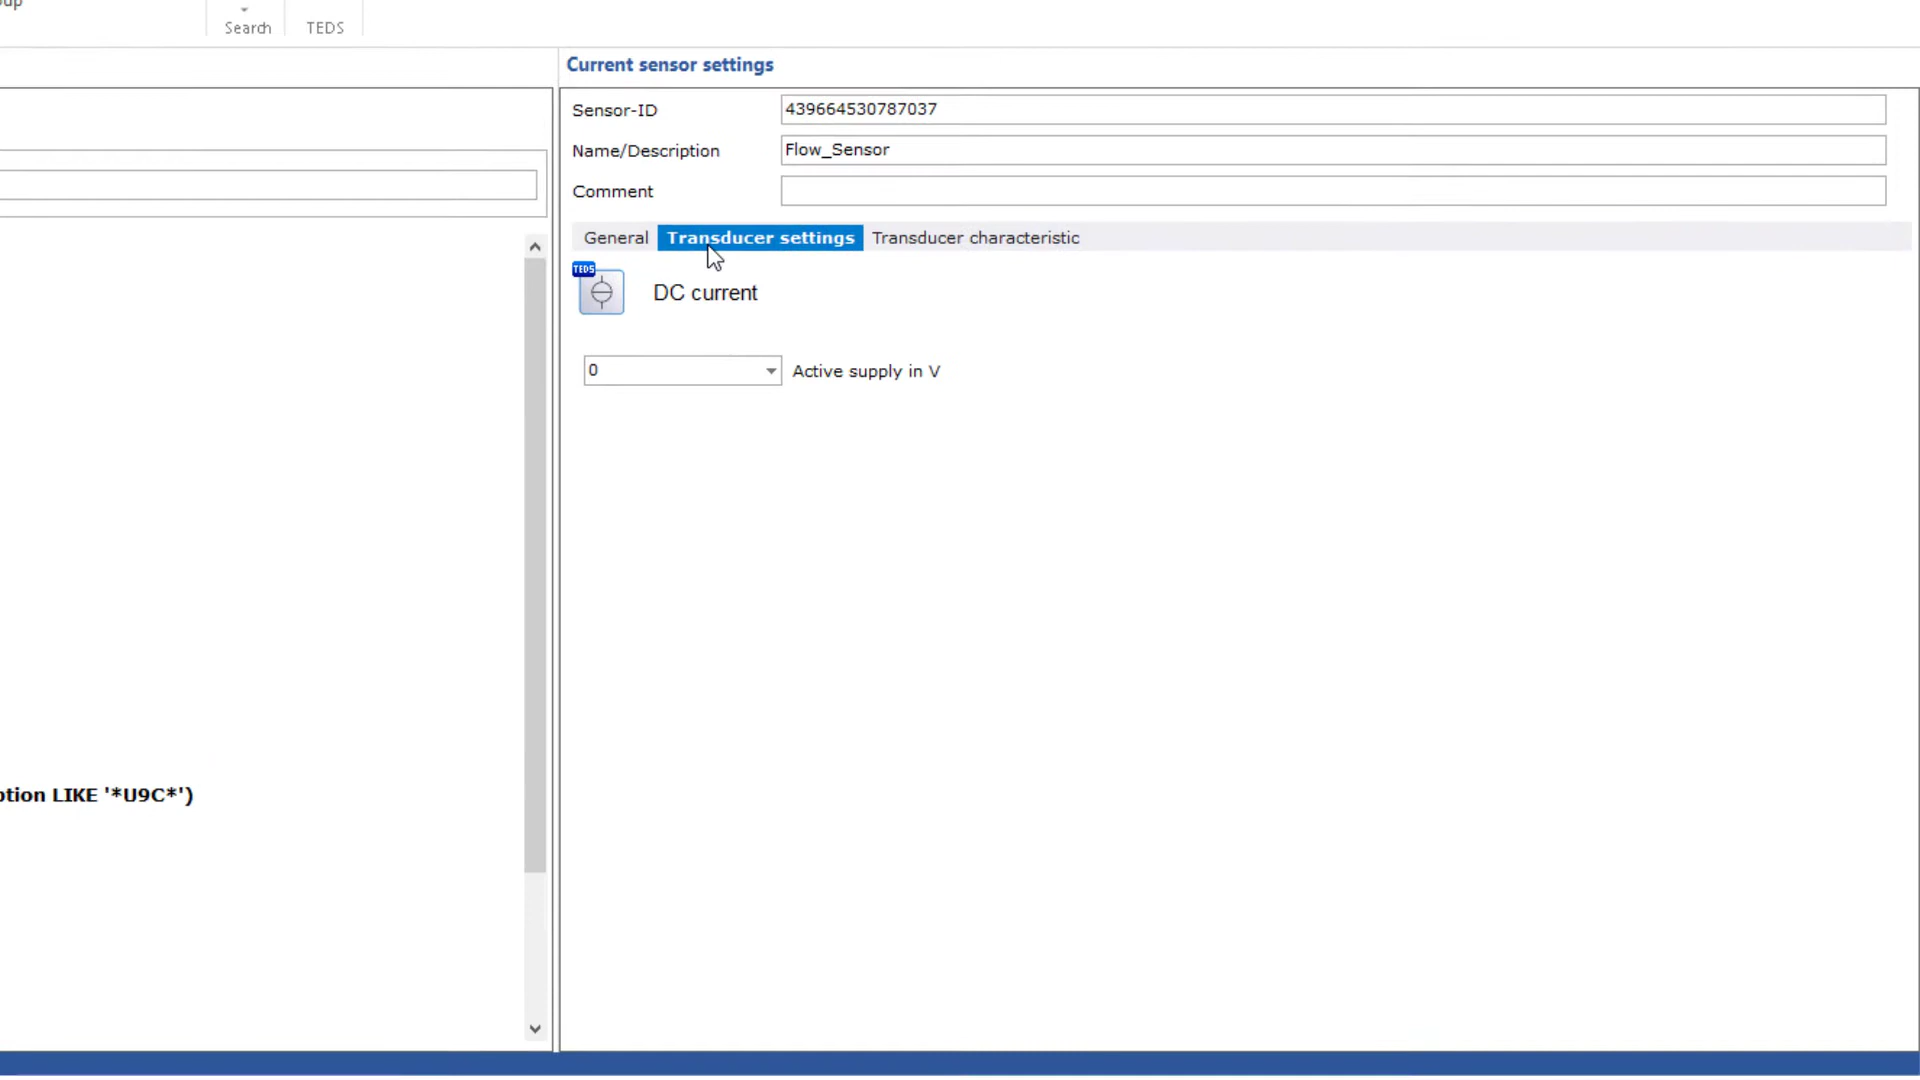 Search
TEDS
Current sensor settings
Sensor-ID
439664530787037
Name/Description
Flow_Sensor
Comment
General
Transducer settings
Transducer characteristic
TEDS
DC current
0
Active supply in V
LIKE '*U9C*')